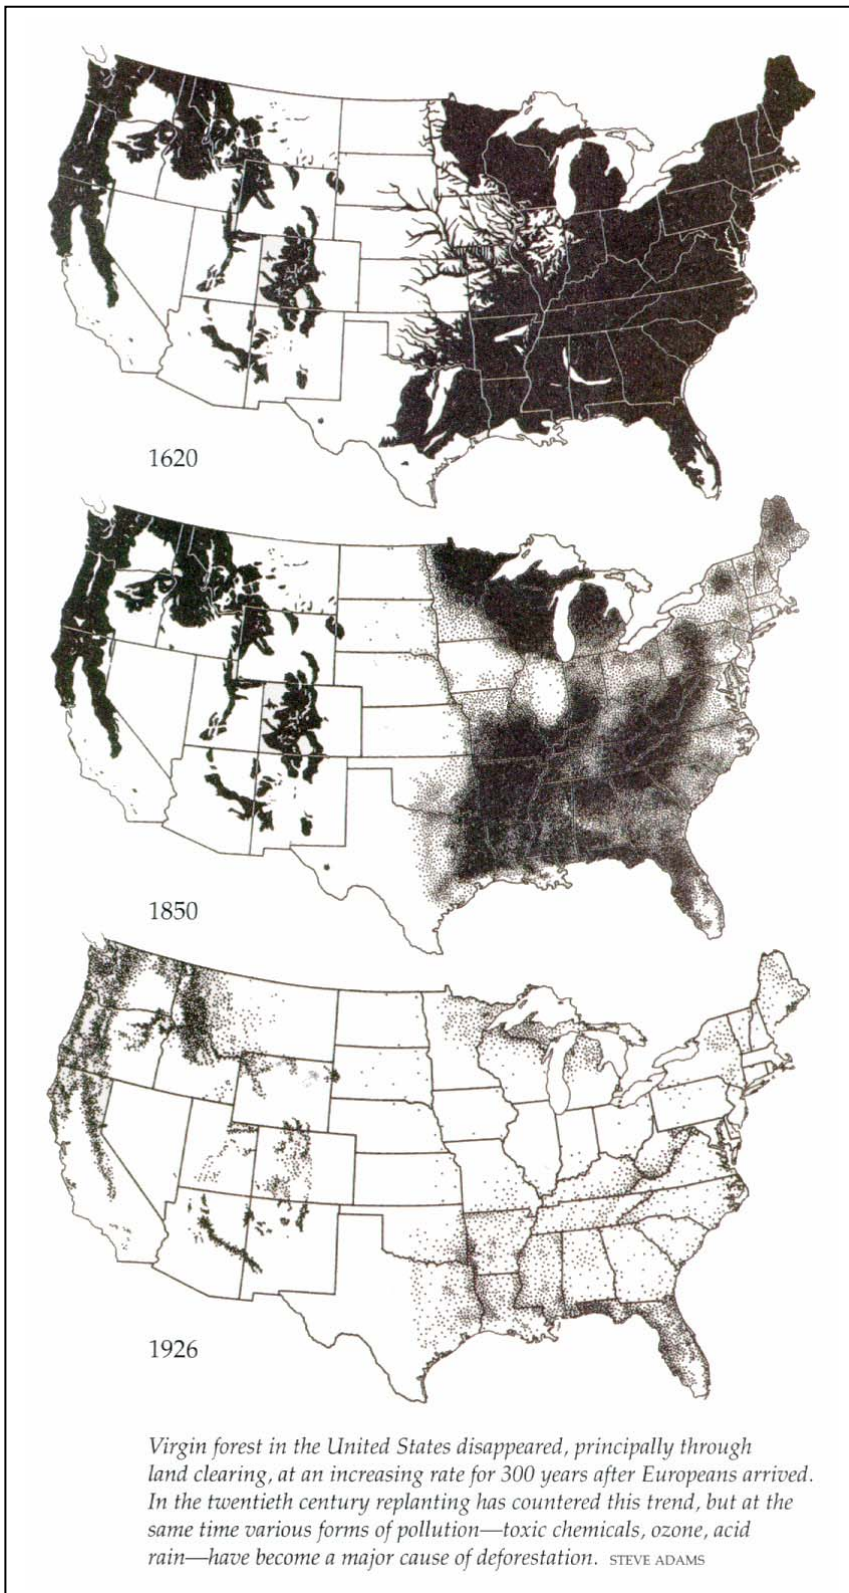 1620
1850
1926
Virgin forest in the United States disappeared, principally through
land clearing, at an increasing rate for 300 years after Europeans arrived.
In the twentieth century replanting has countered this trend, but at the
same time various forms of pollution—toxic chemicals, ozone, acid
rain—have become a major cause of deforestation. STEVE ADAMS